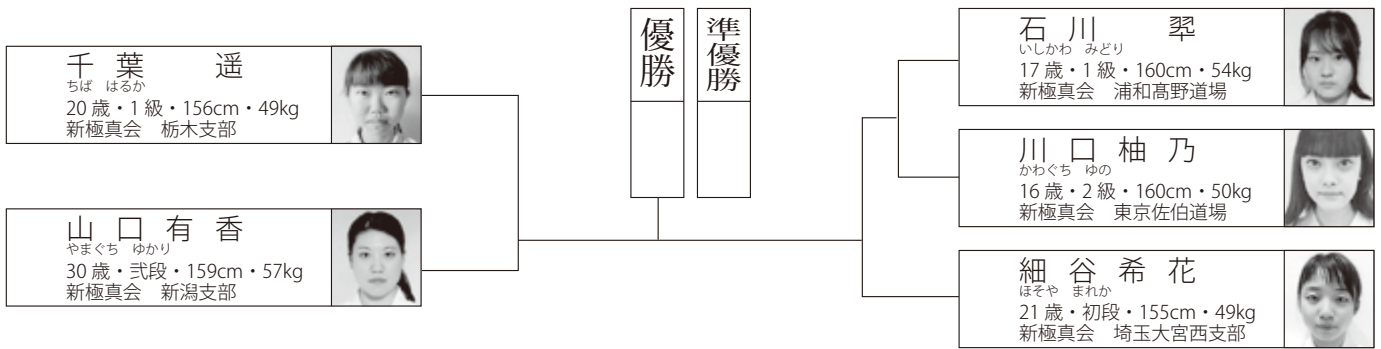 千葉 遥
ちば はるか
20歳・1級・156cm・49kg
新極真会 栃木支部
山口有香
やまぐち ゆかり
30歳・弐段・159cm・57kg
新極真会 新潟支部
優勝
準優勝
石川 翠
いしかわ みどり
17歳・1級・160cm・54kg
新極真会 浦和髙野道場
川口柚乃
かわぐち ゆの
16歳・2級・160cm・50kg
新極真会 東京佐伯道場
細谷希花
ほそや まれか
21歳・初段・155cm・49kg
新極真会 埼玉大宮西支部